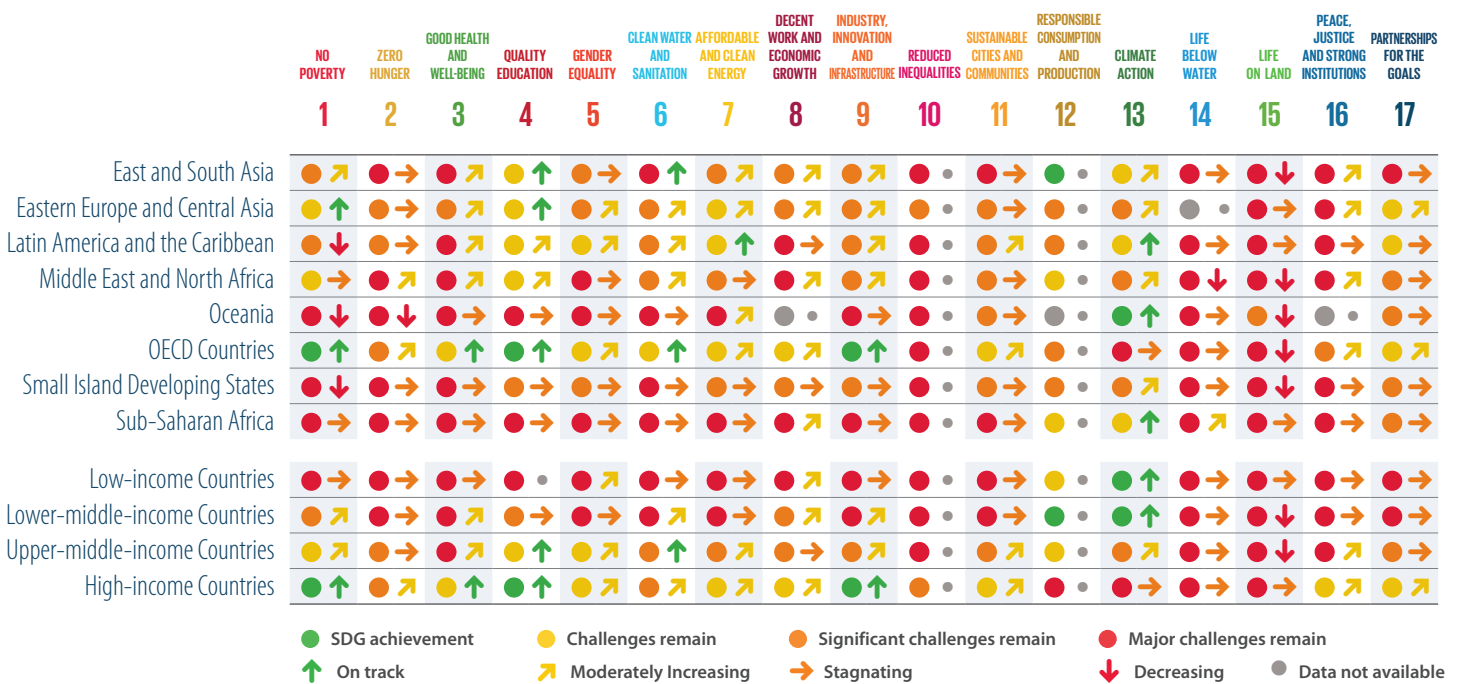 NO POVERTY
ZERO HUNGER
GOOD HEALTH AND WELL-BEING
QUALITY EDUCATION
GENDER EQUALITY
CLEAN WATER AND SANITATION
AFFORDABLE AND CLEAN ENERGY
DECENT WORK AND ECONOMIC GROWTH
INDUSTRY, INNOVATION AND INFRASTRUCTURE
REDUCED INEQUALITIES
SUSTAINABLE CITIES AND COMMUNITIES
RESPONSIBLE CONSUMPTION AND PRODUCTION
CLIMATE ACTION
LIFE BELOW WATER
LIFE ON LAND
PEACE, JUSTICE AND STRONG INSTITUTIONS
PARTNERSHIPS FOR THE GOALS
1 2 3 4 5 6 7 8 9 10 11 12 13 14 15 16 17
East and South Asia
Eastern Europe and Central Asia
Latin America and the Caribbean
Middle East and North Africa
Oceania
OECD Countries
Small Island Developing States
Sub-Saharan Africa
Low-income Countries
Lower-middle-income Countries
Upper-middle-income Countries
High-income Countries
SDG achievement Challenges remain Significant challenges remain Major challenges remain
On track Moderately Increasing Stagnating Decreasing Data not available